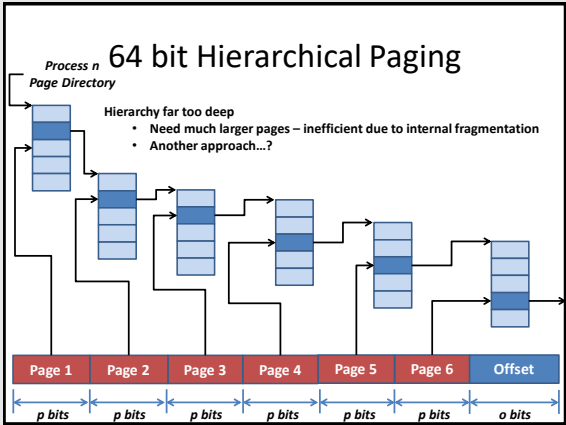 64 bit Hierarchical Paging
Process n
Page Directory
Hierarchy far too deep
• Need much larger pages – inefficient due to internal fragmentation
• Another approach…?
Page 1 Page 2 Page 3 Page 4 Page 5 Page 6 Offset
p bits p bits p bits p bits p bits p bits o bits